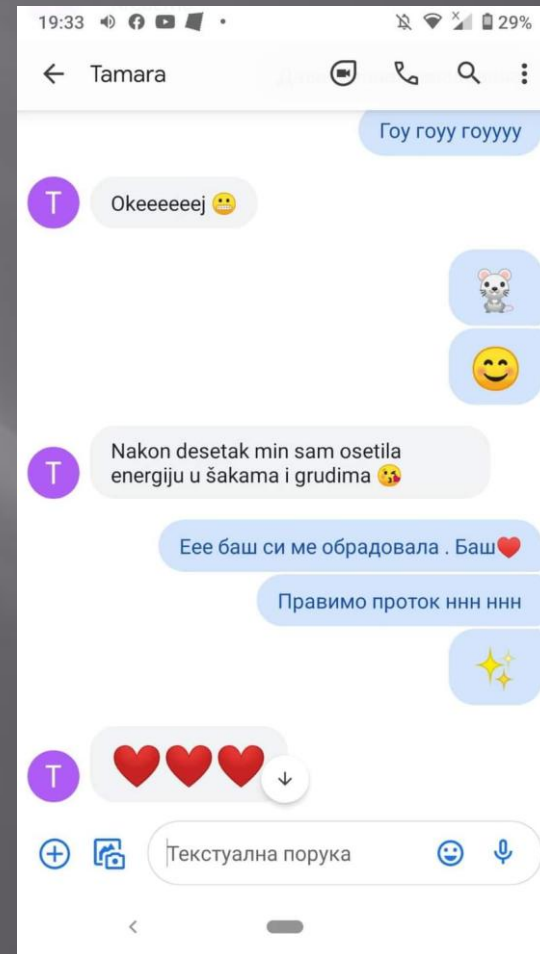 19:33
29%
Tamara
Гоу гоуу гоуууу
T
Okeeeeeej 😬
🐭
😊
T
Nakon desetak min sam osetila
energiju u šakama i grudima 😘
Еее баш си ме обрадовала . Баш❤️
Правимо проток ннн ннн
✨
T
❤️❤️❤️
Текстуална порука